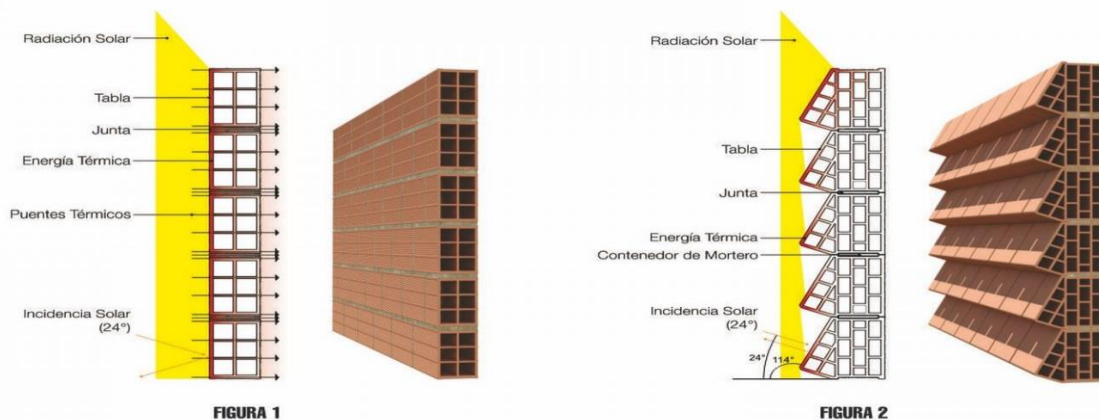 Radiación Solar
Tabla
Junta
Energía Térmica
Puentes Térmicos
Incidencia Solar
(24°)
FIGURA 1
Radiación Solar
Tabla
Junta
Energía Térmica
Contenedor de Mortero
Incidencia Solar
(24°)
24°
114°
FIGURA 2